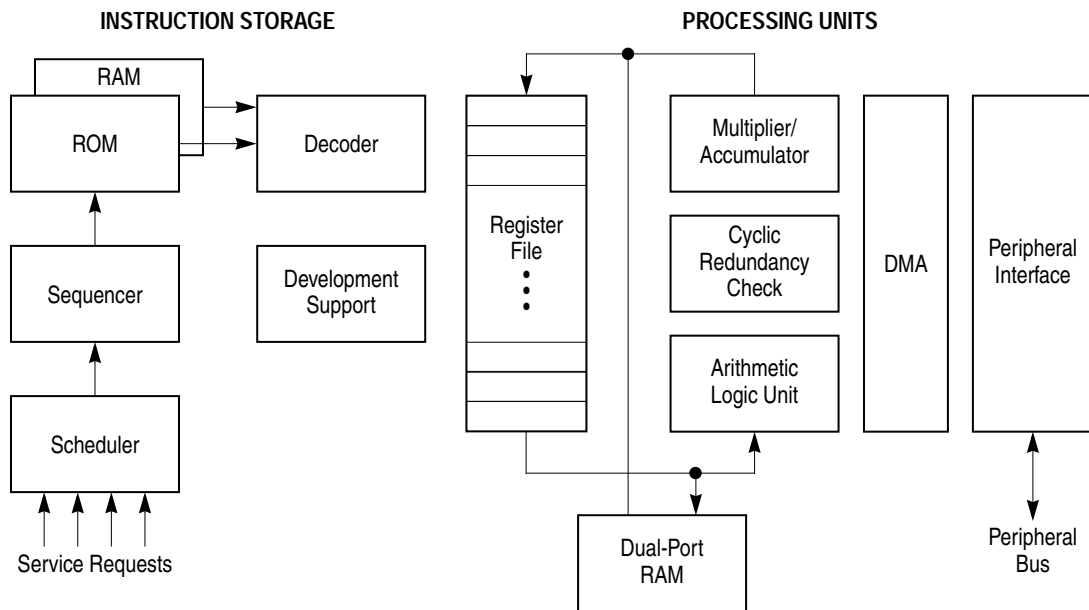 INSTRUCTION STORAGE
PROCESSING UNITS
RAM
ROM
Decoder
Multiplier/
Accumulator
Register
File
Cyclic
Redundancy
Check
DMA
Peripheral
Interface
Sequencer
Development
Support
Arithmetic
Logic Unit
Scheduler
Service Requests
Dual-Port
RAM
Peripheral
Bus